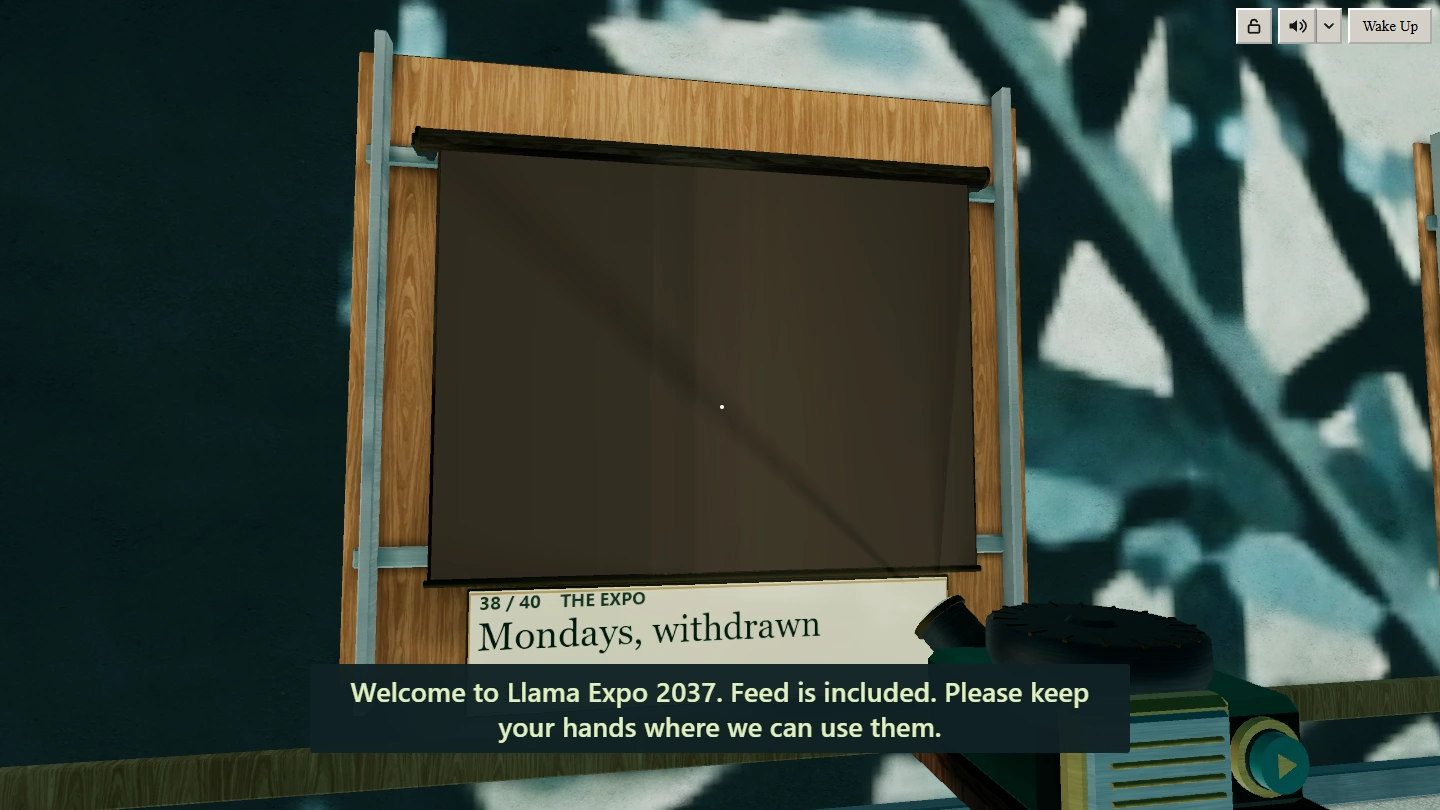 Wake Up
38 / 40 THE EXPO
Mondays, withdrawn
Welcome to Llama Expo 2037. Feed is included. Please keep
your hands where we can use them.